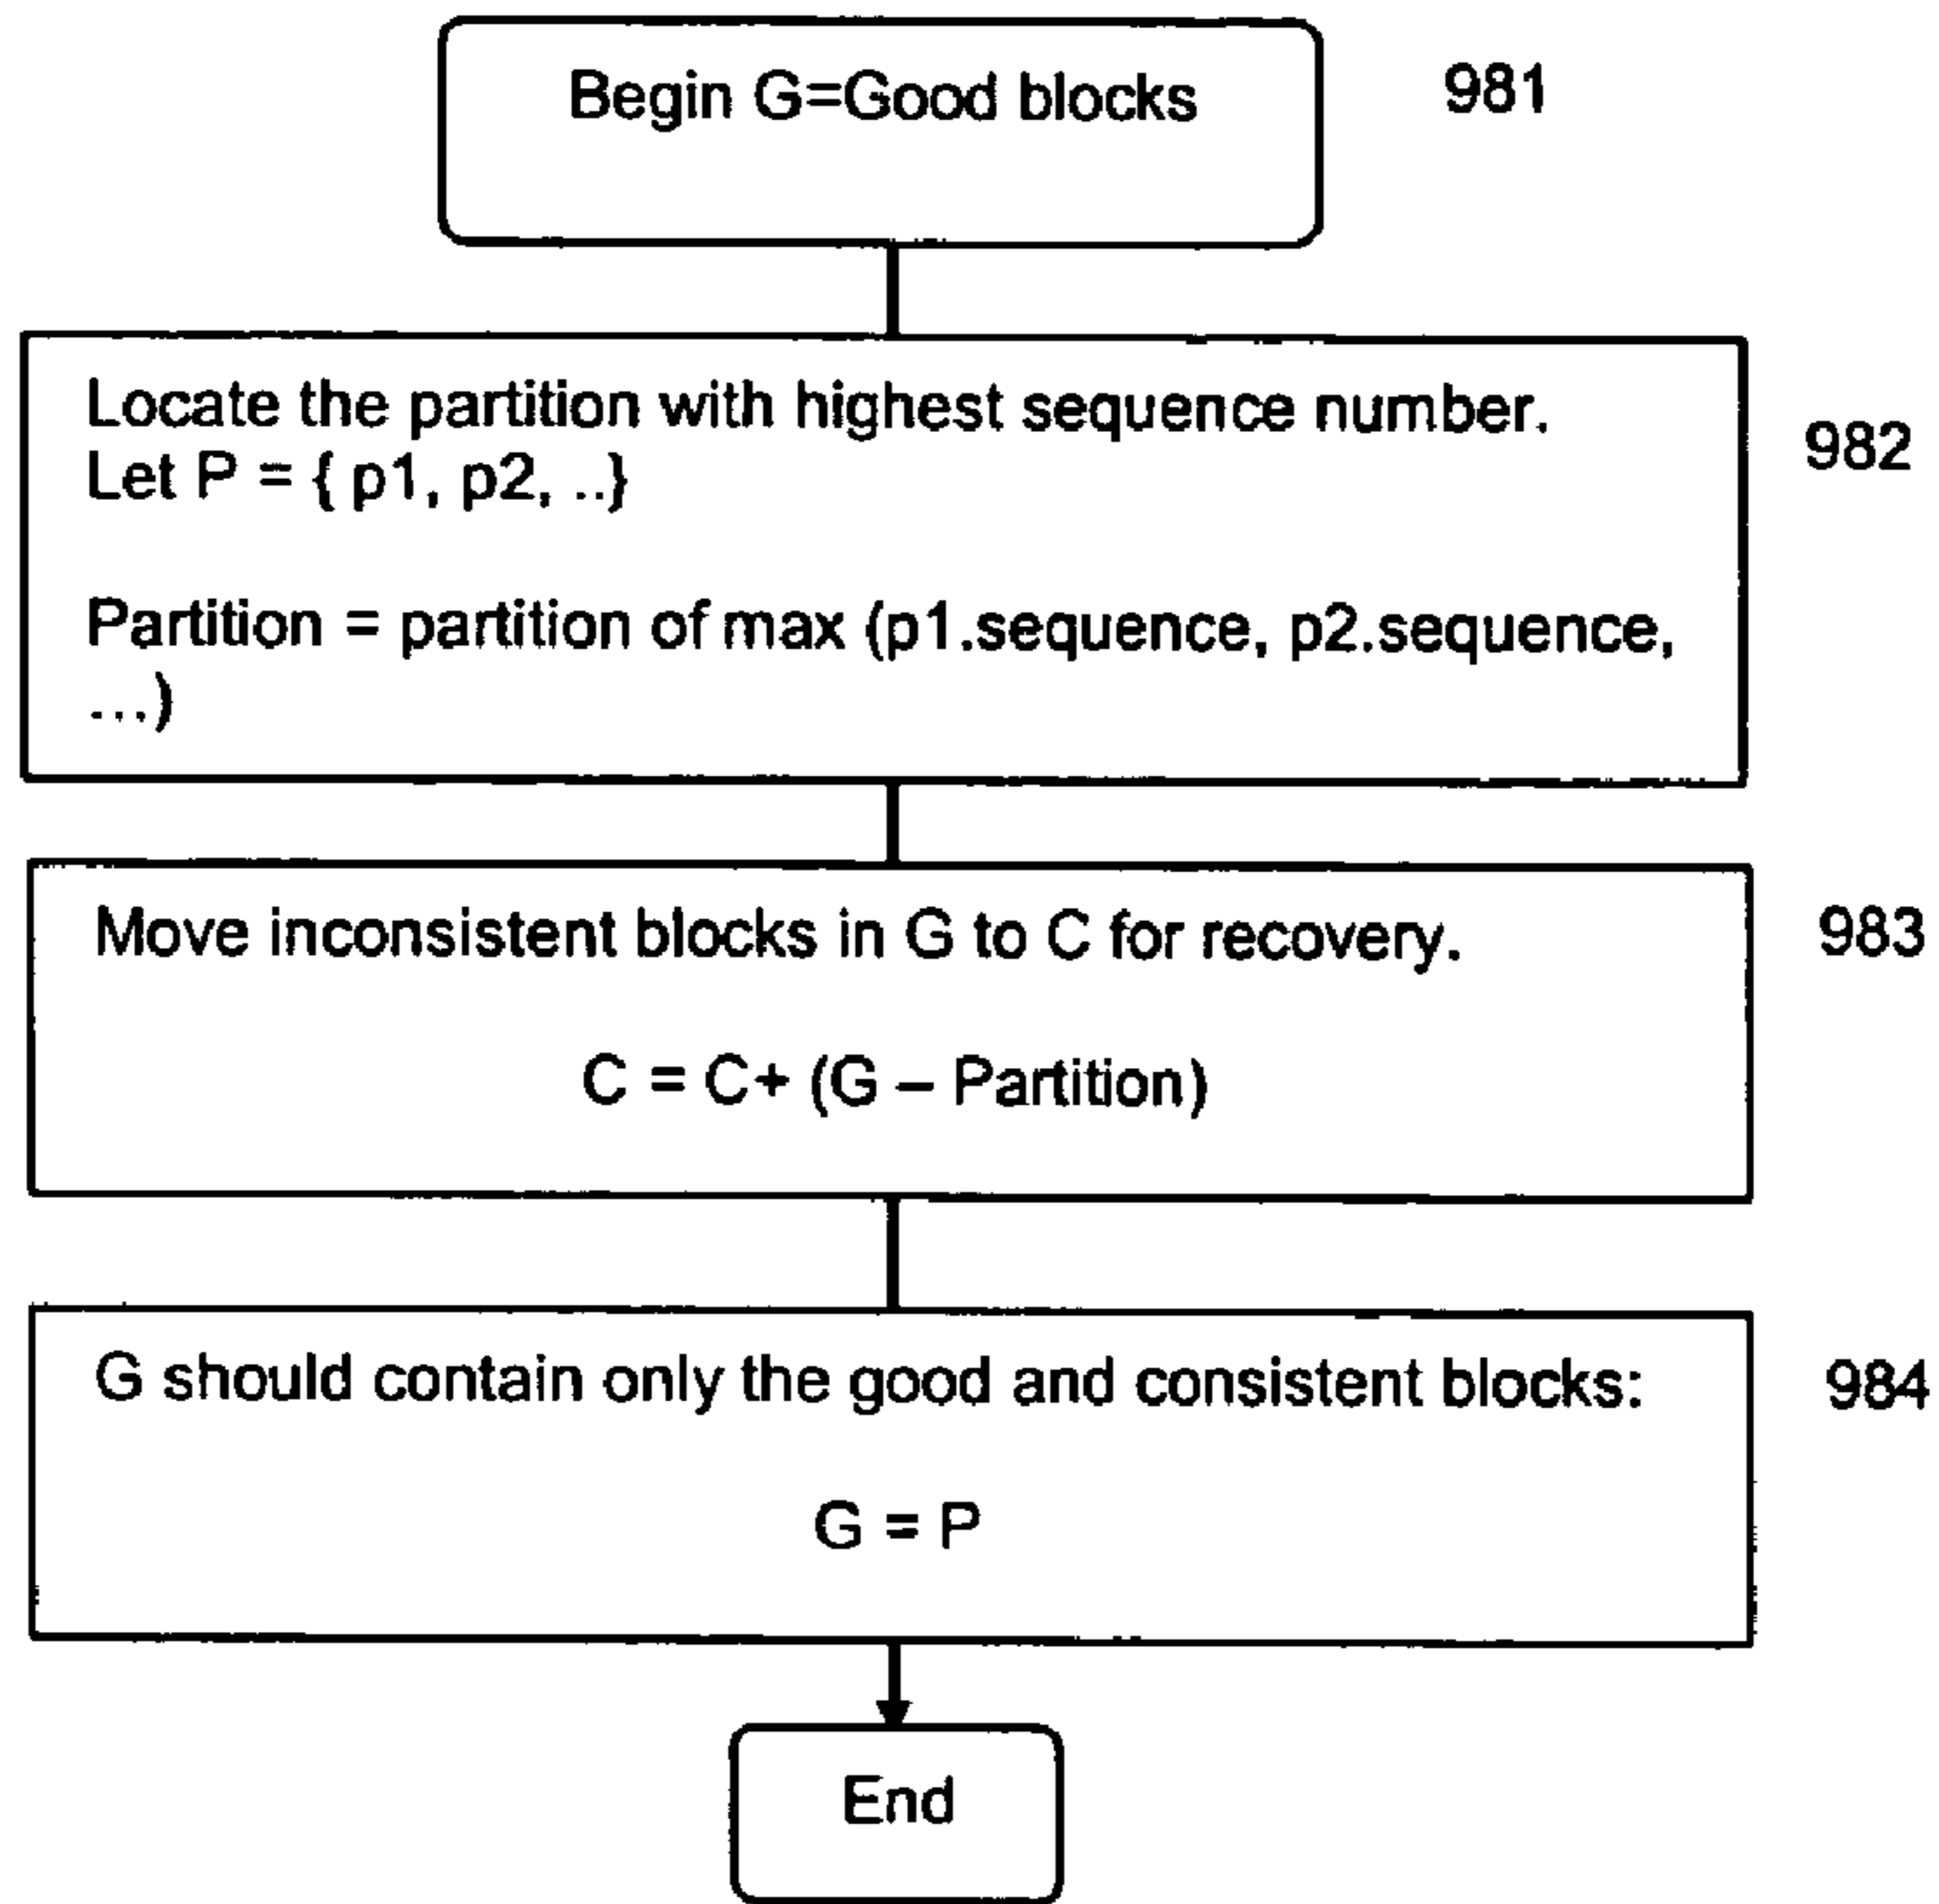 Begin G=Good blocks
981
Locate the partition with highest sequence number.
982
Let P = { p1, p2, ..}
Partition = partition of max (p1.sequence, p2.sequence,
...)
Move inconsistent blocks in G to C for recovery.
983
C = C+ (G – Partition)
G should contain only the good and consistent blocks:
984
G = P
End